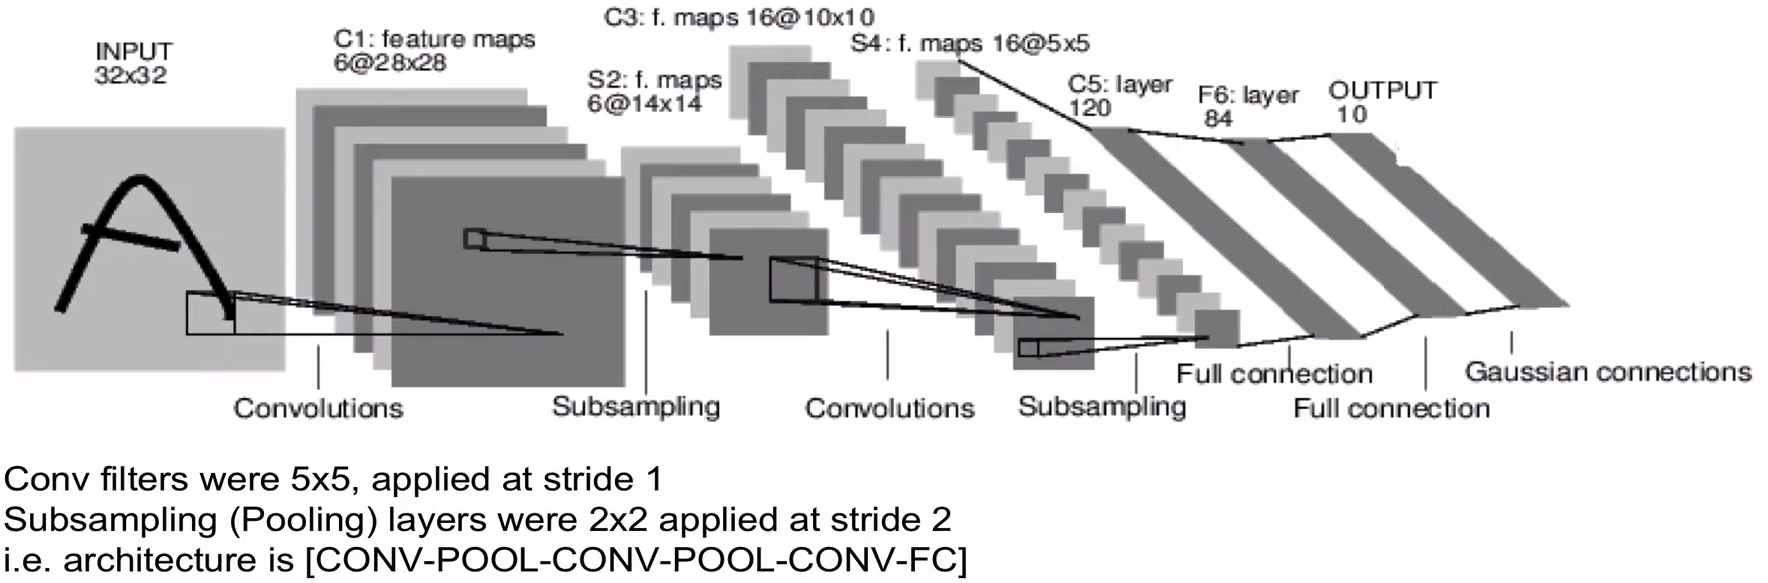 INPUT
32x32
C1: feature maps
6@28x28
S2: f. maps
6@14x14
C3: f. maps 16@10x10
S4: f. maps 16@5x5
C5: layer
120
F6: layer
84
OUTPUT
10
Convolutions
Subsampling
Convolutions
Subsampling
Full connection
Full connection
Gaussian connections
Conv filters were 5x5, applied at stride 1
Subsampling (Pooling) layers were 2x2 applied at stride 2
i.e. architecture is [CONV-POOL-CONV-POOL-CONV-FC]
A